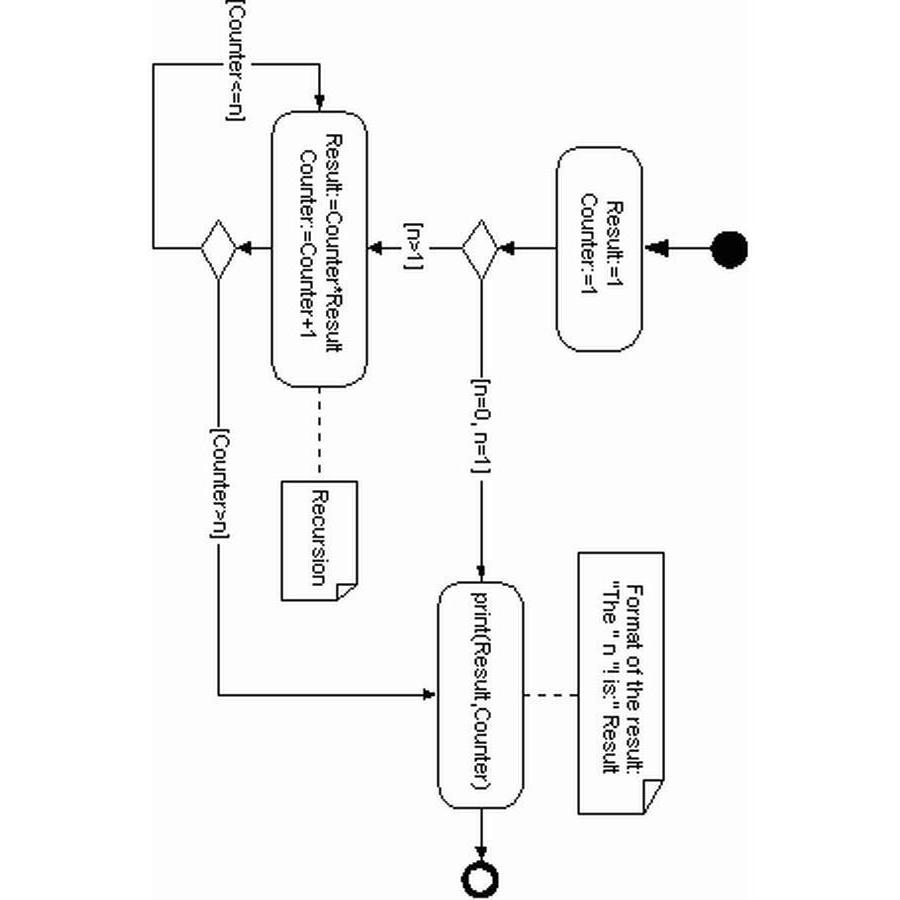 Result:=1
Counter:=1
[n=0, n=1]
[n>1]
Result:=Counter*Result
Counter:=Counter+1
[Counter<=n]
[Counter>n]
Recursion
print(Result,Counter)
Format of the result:
"The " n "! is:" Result